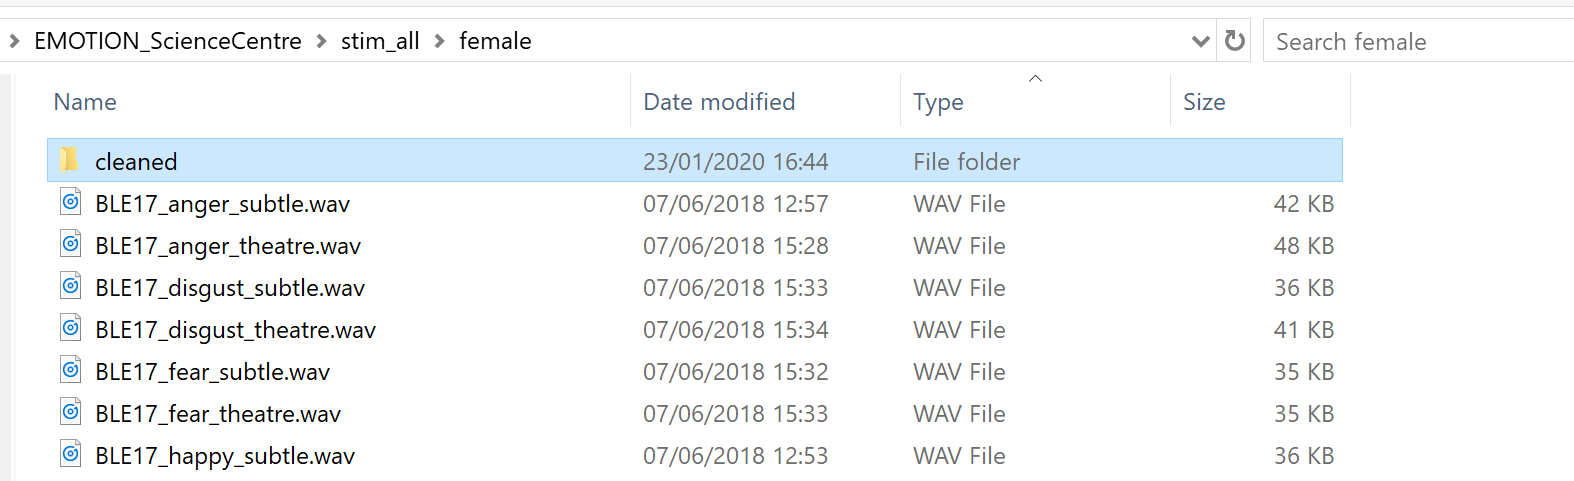 EMOTION_ScienceCentre stim_all female Search female
Name Date modified Type Size
cleaned 23/01/2020 16:44 File folder
BLE17_anger_subtle.wav 07/06/2018 12:57 WAV File 42 KB
BLE17_anger_theatre.wav 07/06/2018 15:28 WAV File 48 KB
BLE17_disgust_subtle.wav 07/06/2018 15:33 WAV File 36 KB
BLE17_disgust_theatre.wav 07/06/2018 15:34 WAV File 41 KB
BLE17_fear_subtle.wav 07/06/2018 15:32 WAV File 35 KB
BLE17_fear_theatre.wav 07/06/2018 15:33 WAV File 35 KB
BLE17_happy_subtle.wav 07/06/2018 12:53 WAV File 36 KB